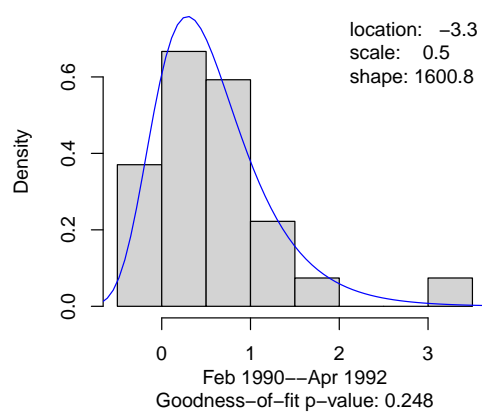 location: -3.3
scale: 0.5
shape: 1600.8
Density
0.6
0.4
0.2
0.0
0 1 2 3
Feb 1990--Apr 1992
Goodness-of-fit p-value: 0.248